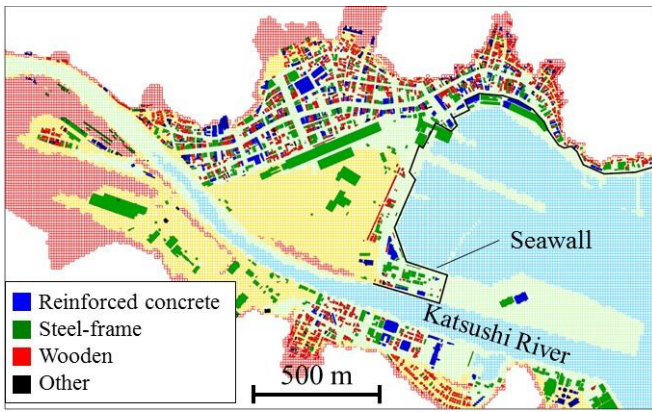 Seawall
Katsushi River
Reinforced concrete
Steel-frame
Wooden
Other
500 m